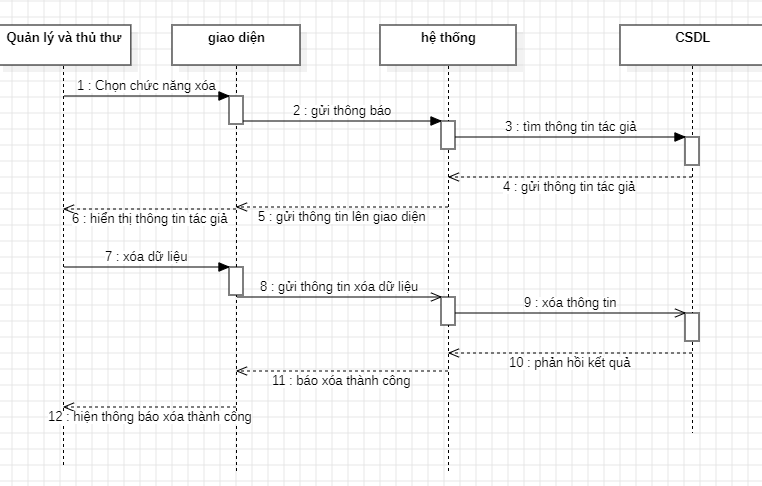 Quản lý và thủ thư
giao diện
hệ thống
CSDL
1 : Chọn chức năng xóa
2 : gửi thông báo
3 : tìm thông tin tác giả
4 : gửi thông tin tác giả
5 : gửi thông tin lên giao diện
6 : hiển thị thông tin tác giả
7 : xóa dữ liệu
8 : gửi thông tin xóa dữ liệu
9 : xóa thông tin
10 : phản hồi kết quả
11 : báo xóa thành công
12 : hiện thông báo xóa thành công